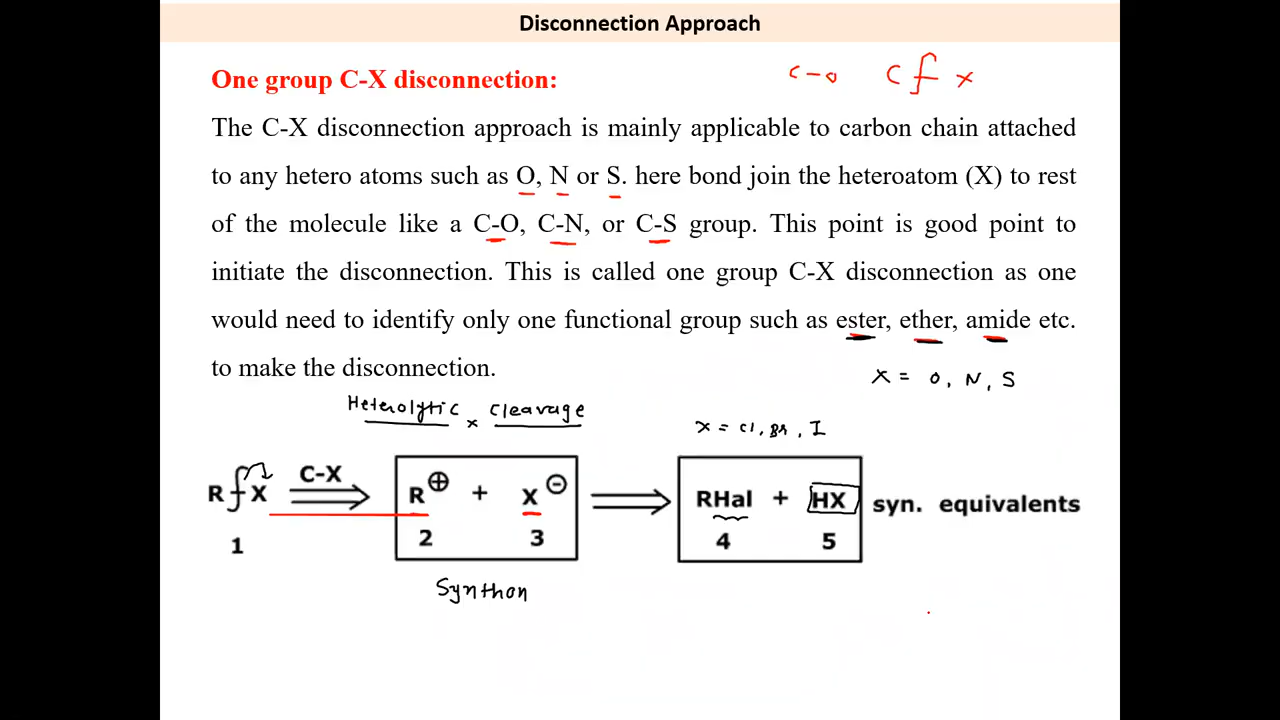 Disconnection Approach
One group C-X disconnection:
C-O C ʃ X
The C-X disconnection approach is mainly applicable to carbon chain attached
to any hetero atoms such as O, N or S. here bond join the heteroatom (X) to rest
of the molecule like a C-O, C-N, or C-S group. This point is good point to
initiate the disconnection. This is called one group C-X disconnection as one
would need to identify only one functional group such as ester, ether, amide etc.
to make the disconnection.
X = O, N, S
Heterolytic x Cleavage
X = Cl, Br, I
R X C-X R⊕ + X⊖ RHal + HX syn. equivalents
1 2 3 4 5
Synthon